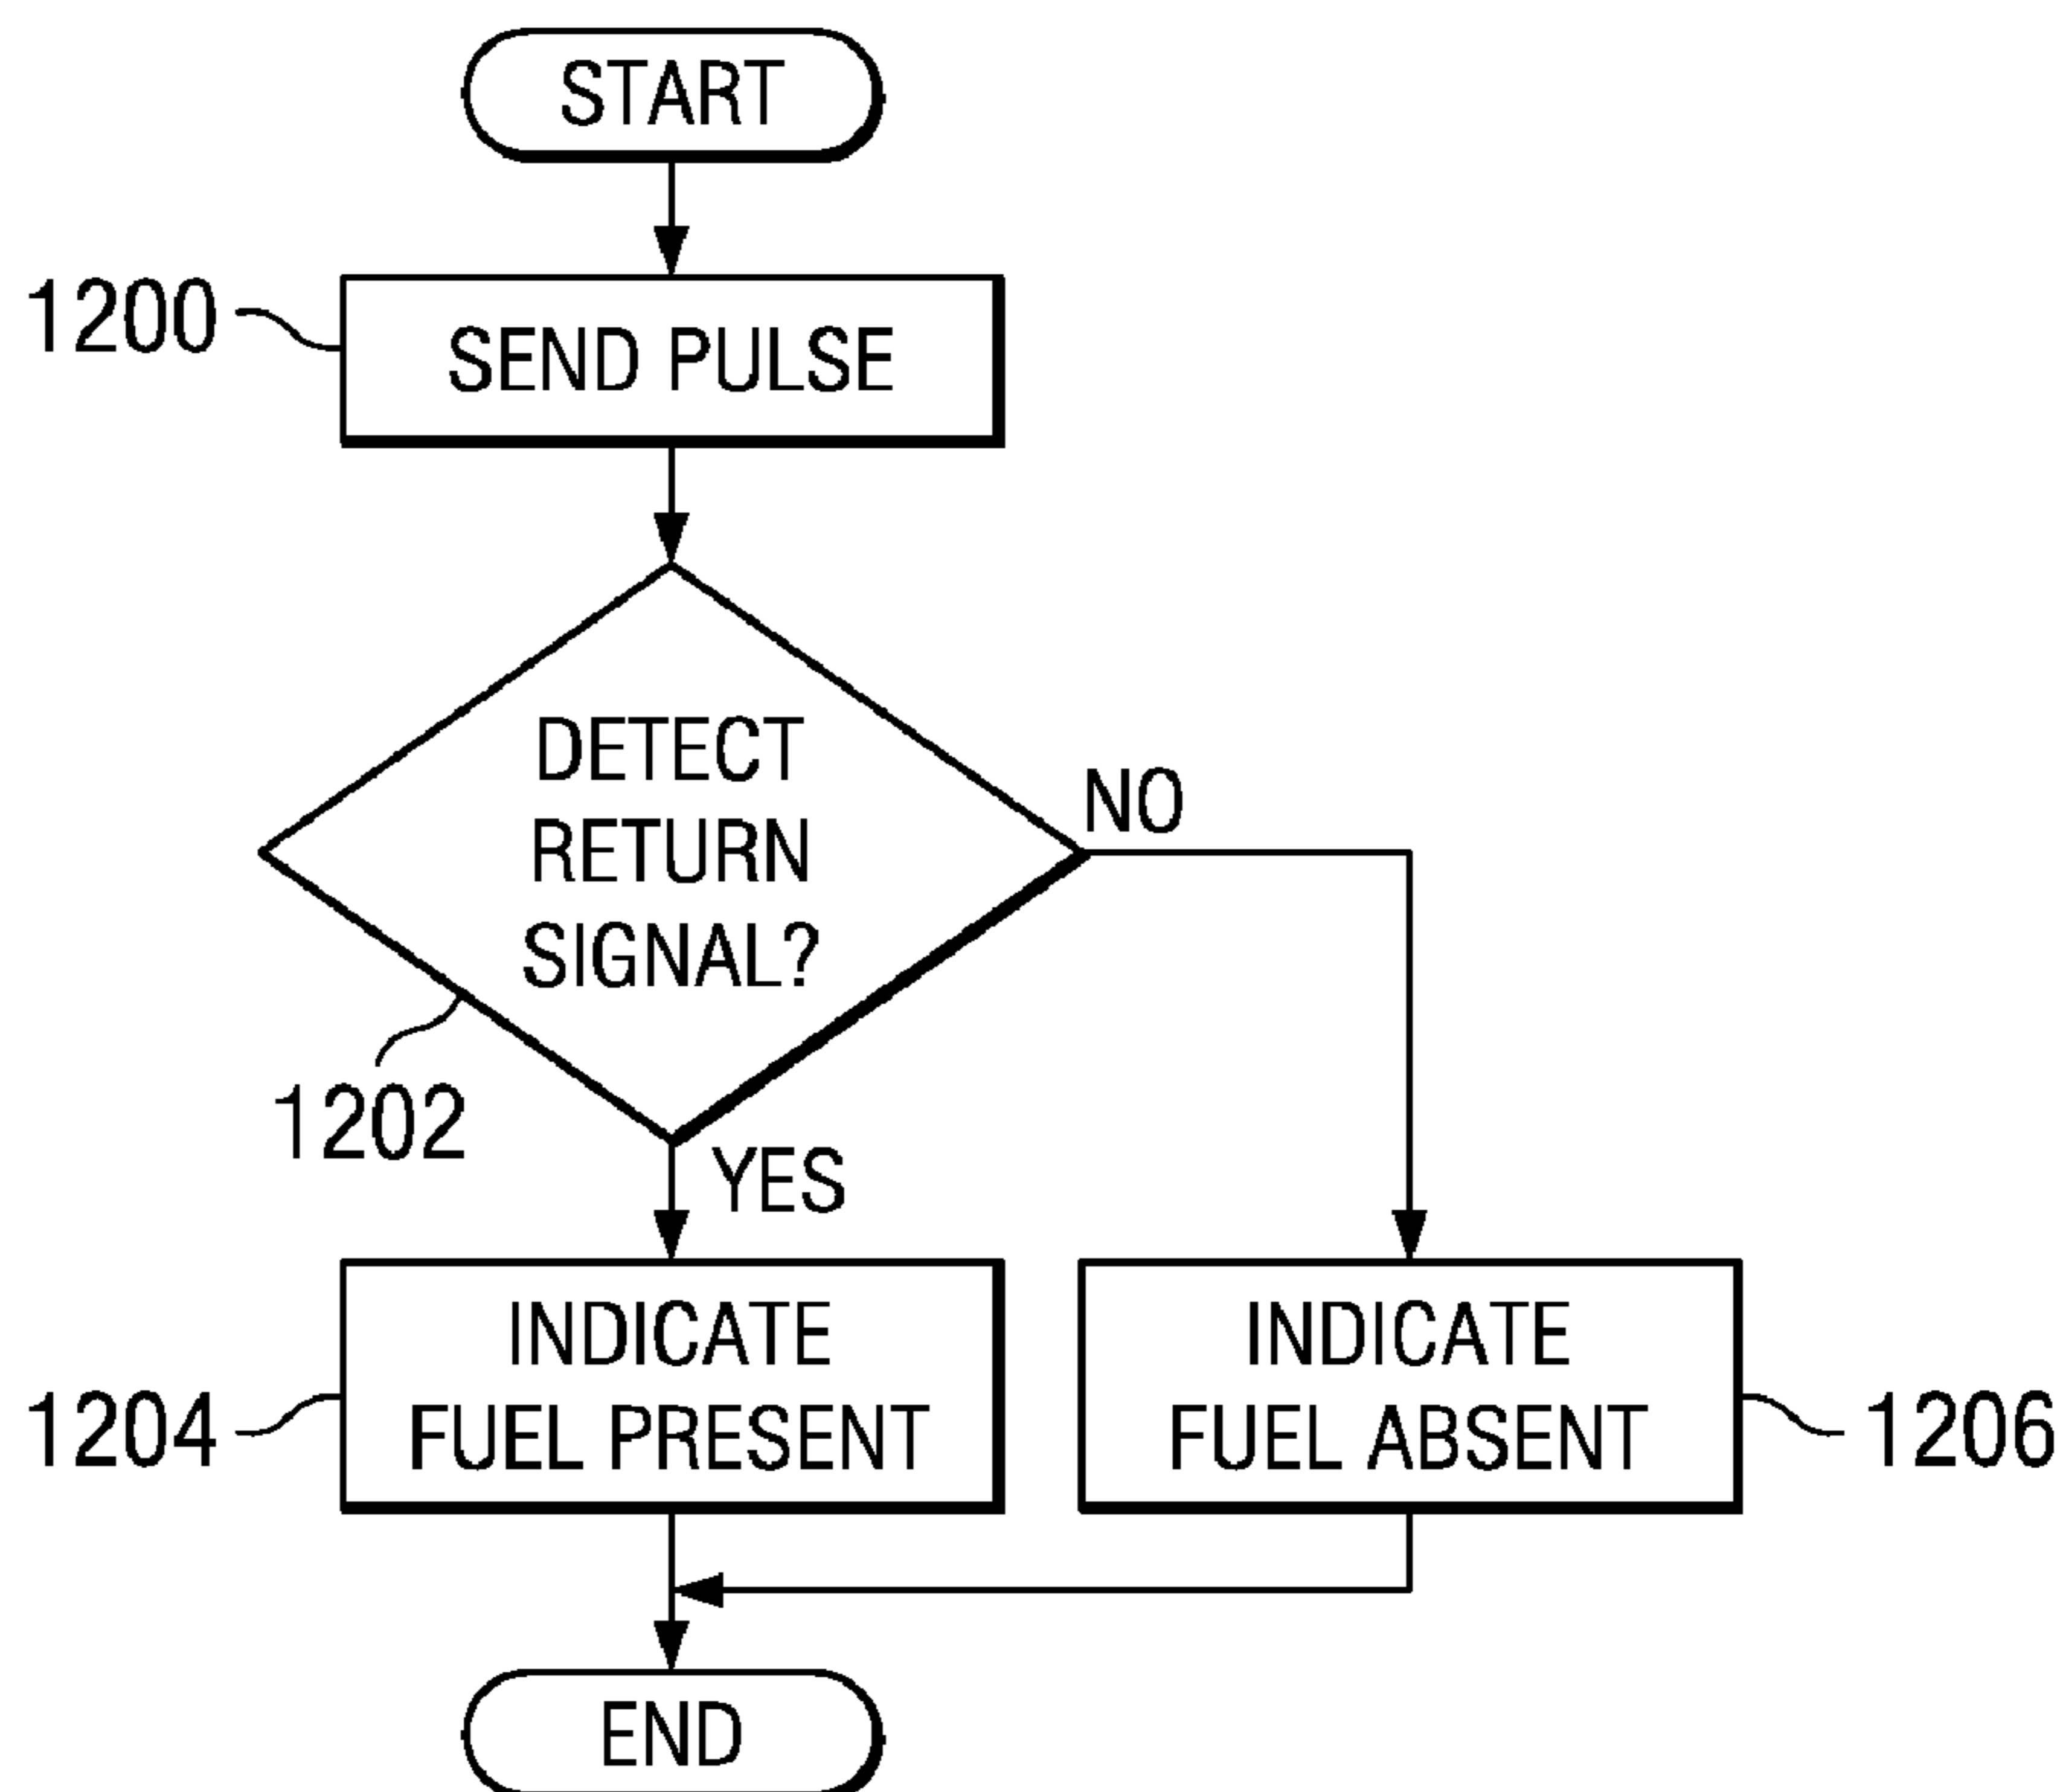 START
1200
SEND PULSE
DETECT
RETURN
SIGNAL?
NO
1202
YES
INDICATE
FUEL PRESENT
1204
INDICATE
FUEL ABSENT
1206
END